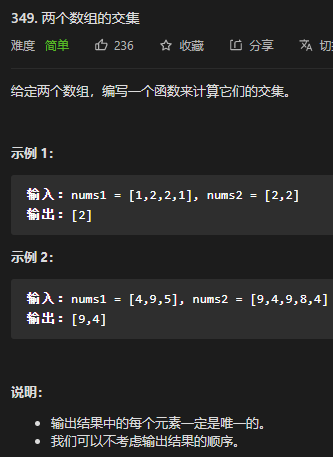 349. 两个数组的交集
难度 简单 236 收藏 分享
给定两个数组，编写一个函数来计算它们的交集。
示例 1：
输入：nums1 = [1,2,2,1], nums2 = [2,2]
输出：[2]
示例 2：
输入：nums1 = [4,9,5], nums2 = [9,4,9,8,4]
输出：[9,4]
说明：
输出结果中的每个元素一定是唯一的。
我们可以不考虑输出结果的顺序。